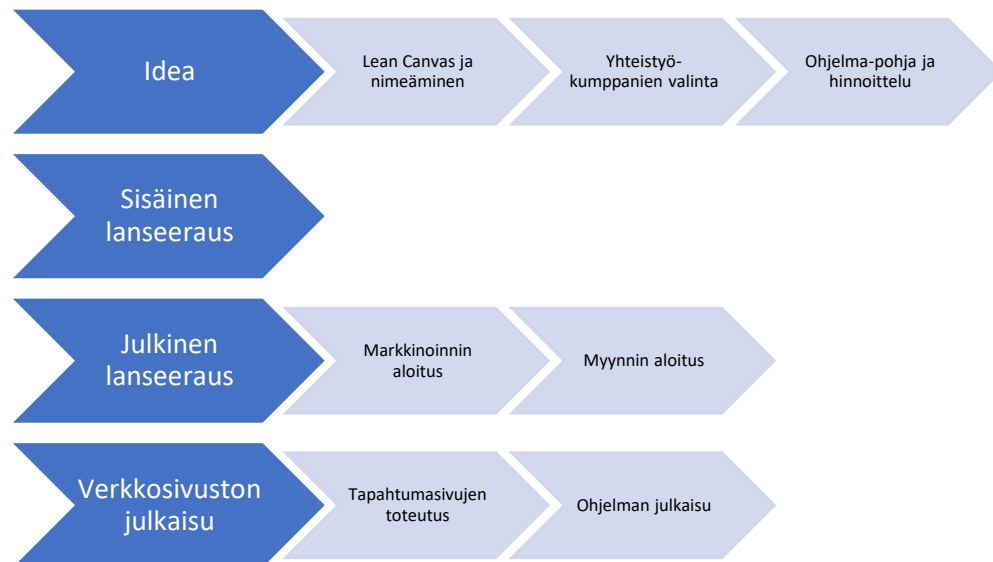 Idea
Lean Canvas ja
nimeäminen
Yhteistyö-
kumppanien valinta
Ohjelma-pohja ja
hinnoittelu
Sisäinen
lanseeraus
Julkinen
lanseeraus
Markkinoinnin
aloitus
Myynnin aloitus
Verkkosivuston
julkaisu
Tapahtumasivujen
toteutus
Ohjelman julkaisu